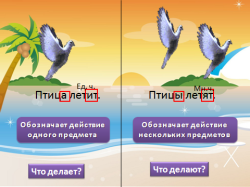 Ед.ч.
Птица летит.
Обозначает действие
одного предмета
Что делает?
Мн.ч.
Птицы летят.
Обозначает действие
нескольких предметов
Что делают?